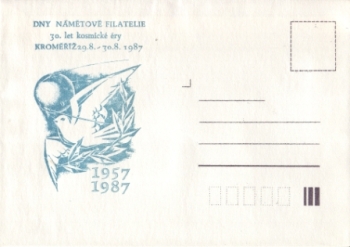 DNY NÁMĚTOVÉ FILATELIE
30. let kosmické éry
KROMĚŘÍŽ 29.8. - 30.8. 1987
1957
1987